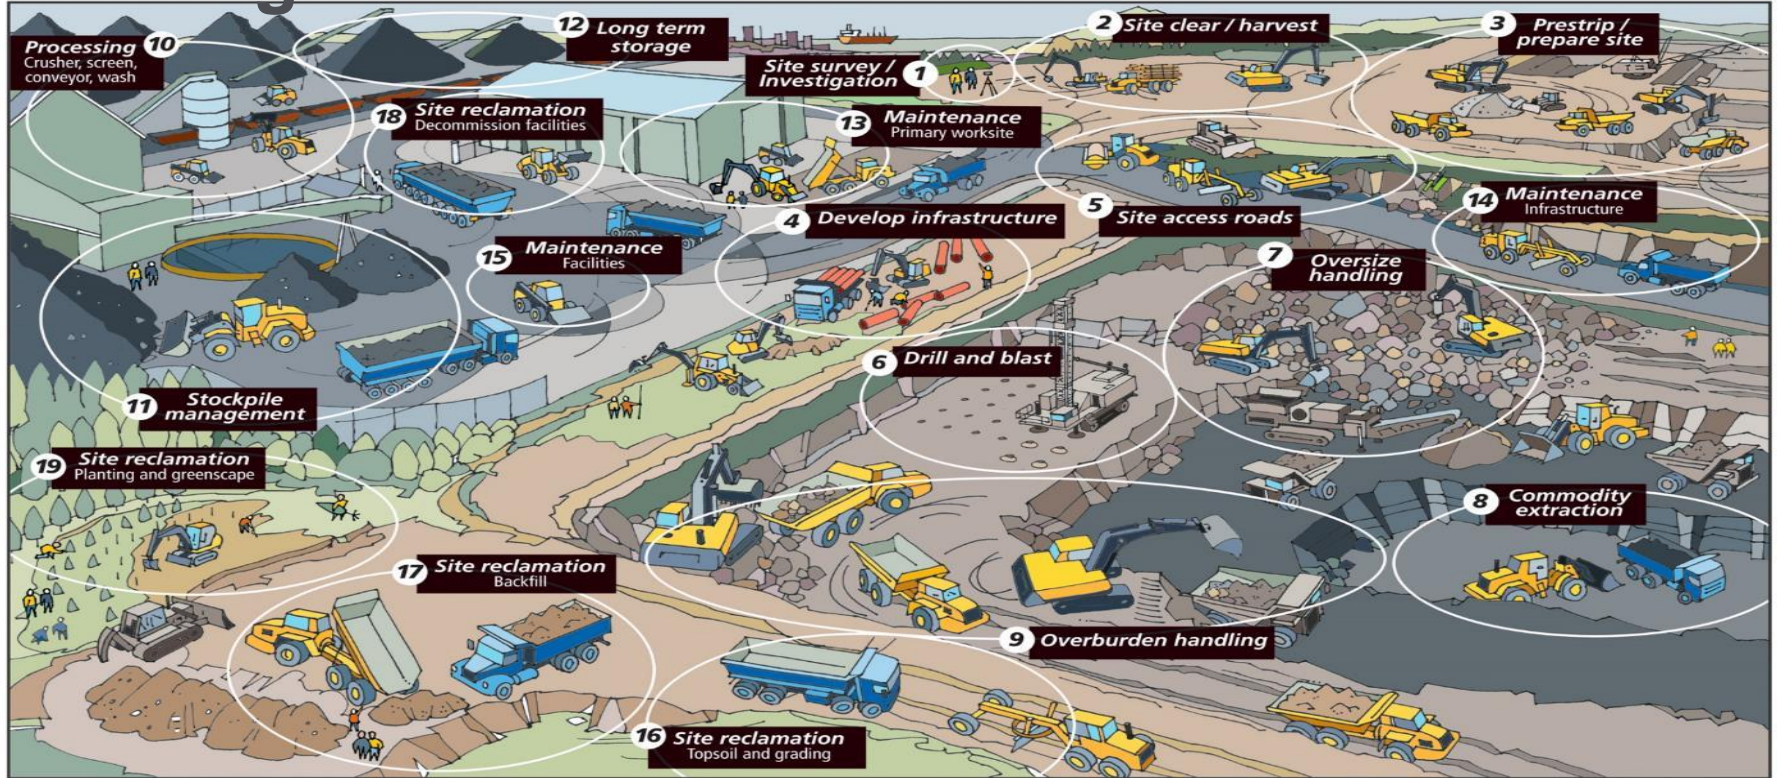 g
10 Processing
Crusher, screen,
conveyor, wash
12 Long term
storage
Site survey /
Investigation 1
2 Site clear / harvest
3 Prestrip /
prepare site
18 Site reclamation
Decommission facilities
13 Maintenance
Primary worksite
4 Develop infrastructure
5 Site access roads
14 Maintenance
Infrastructure
15 Maintenance
Facilities
7 Oversize
handling
6 Drill and blast
11 Stockpile
management
19 Site reclamation
Planting and greenscape
8 Commodity
extraction
17 Site reclamation
Backfill
9 Overburden handling
16 Site reclamation
Topsoil and grading